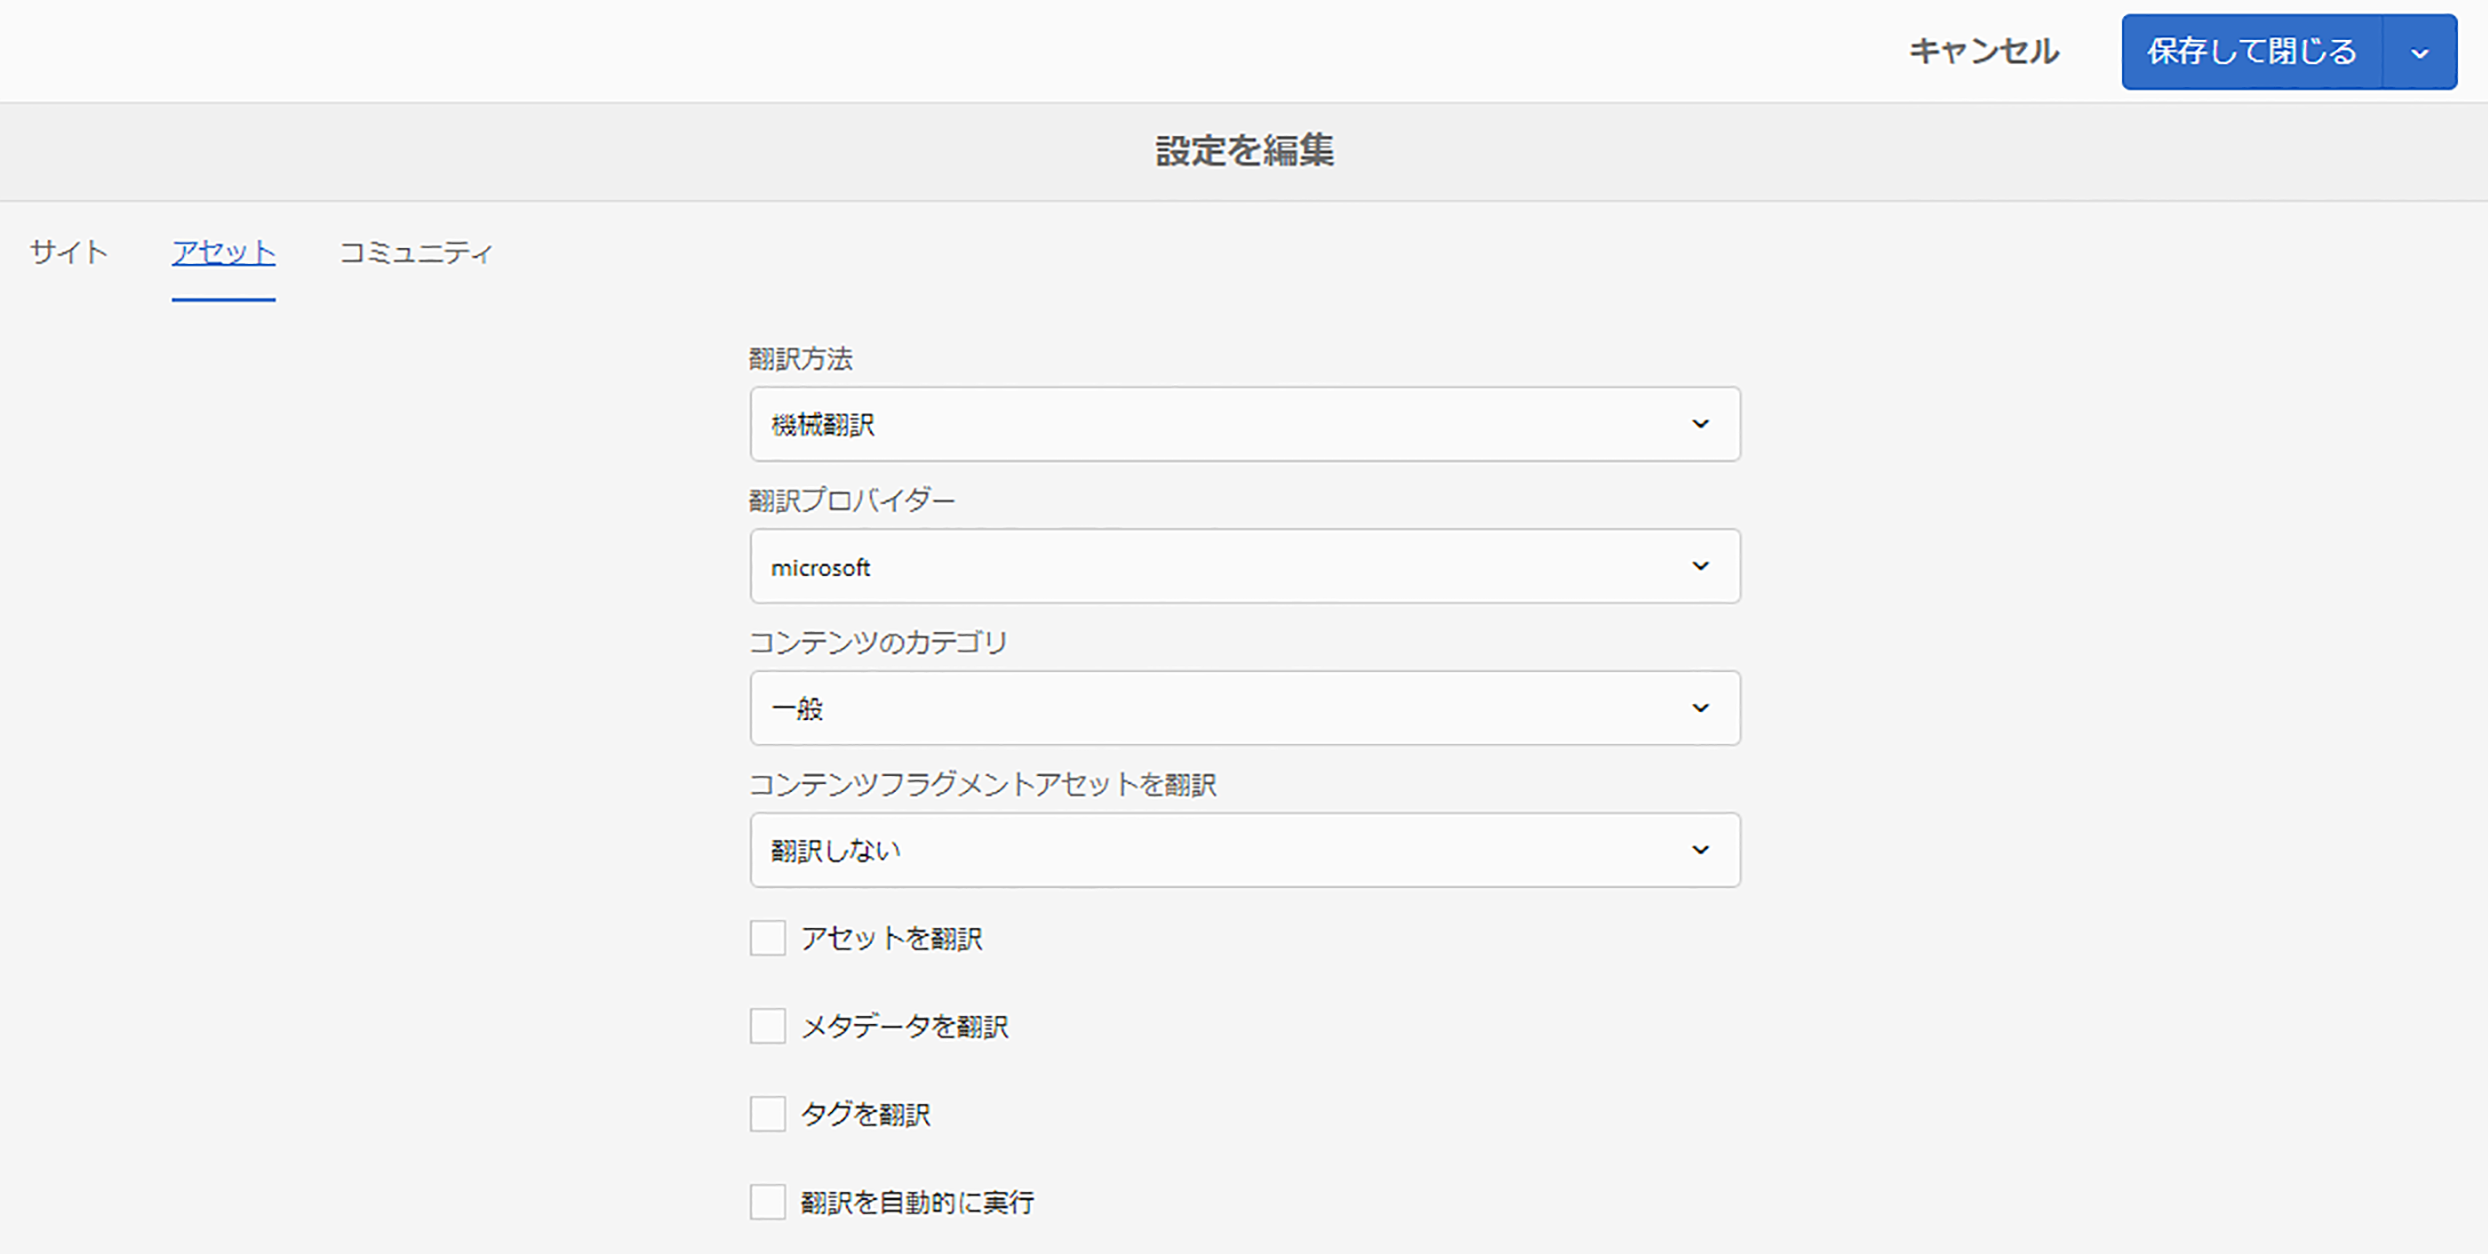 キャンセル
保存して閉じる
設定を編集
サイト
アセット
コミュニティ
翻訳方法
機械翻訳
翻訳プロバイダー
microsoft
コンテンツのカテゴリ
一般
コンテンツフラグメントアセットを翻訳
翻訳しない
アセットを翻訳
メタデータを翻訳
タグを翻訳
翻訳を自動的に実行